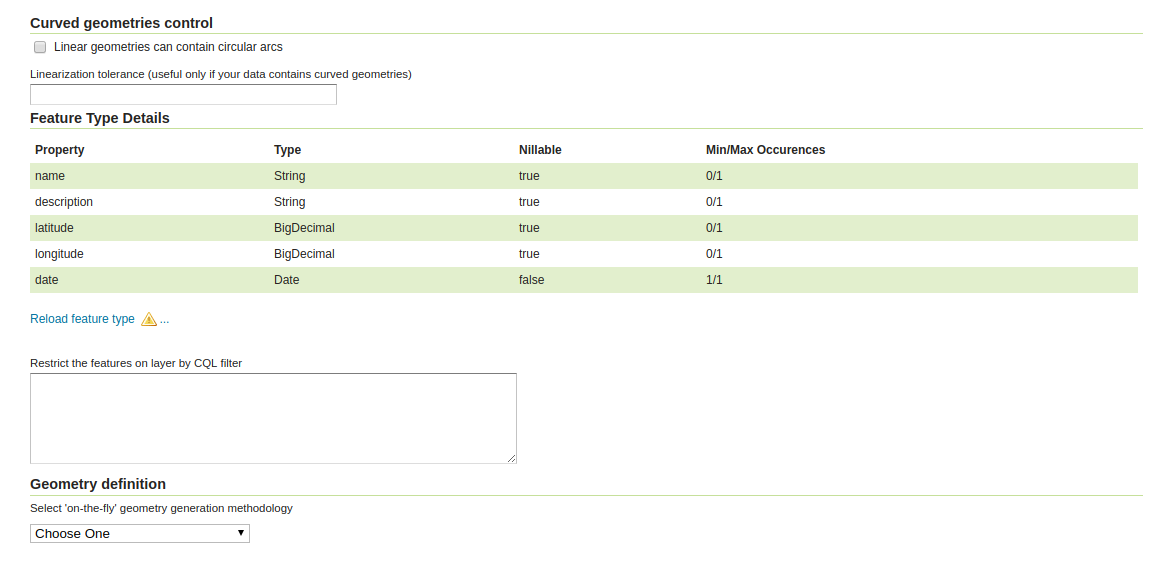 Curved geometries control
Linear geometries can contain circular arcs
Linearization tolerance (useful only if your data contains curved geometries)
Feature Type Details
Property Type Nillable Min/Max Occurences
name String true 0/1
description String true 0/1
latitude BigDecimal true 0/1
longitude BigDecimal true 0/1
date Date false 1/1
Reload feature type ...
Restrict the features on layer by CQL filter
Geometry definition
Select 'on-the-fly' geometry generation methodology
Choose One